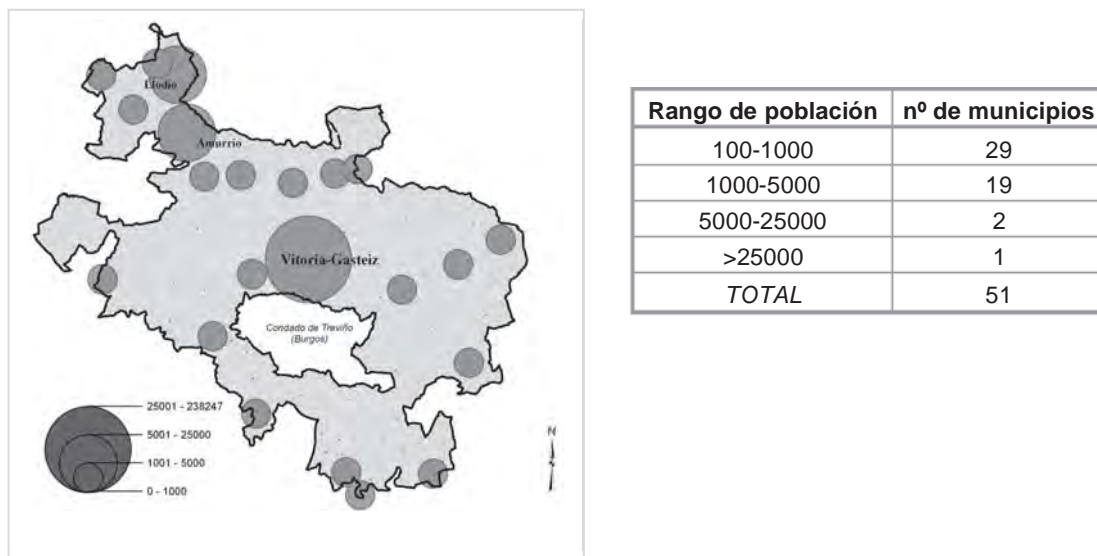 Llodio
Amurrio
Vitoria-Gasteiz
Condado de Treviño
(Burgos)
25001 - 238247
5001 - 25000
1001 - 5000
0 - 1000
N
Rango de población nº de municipios
100-1000 29
1000-5000 19
5000-25000 2
>25000 1
TOTAL 51